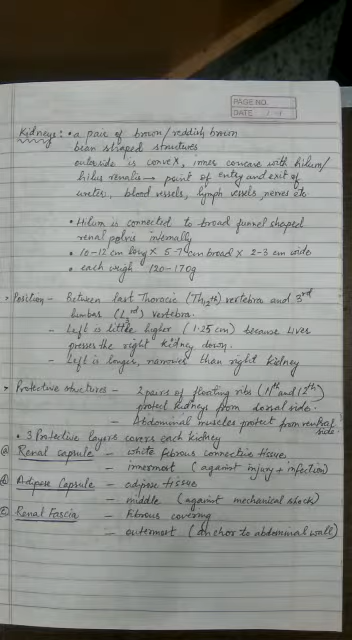 PAGE NO.
DATE
Kidneys: • a pair of brown/reddish brown
bean shaped structures
outerside is convex, inner concave with hilum/
hilus renalis → point of entry and exit of
ureter, blood vessels, lymph vessels, nerves etc
• Hilum is connected to broad funnel shaped
renal pelvis internally
• 10-12 cm long × 5-7 cm broad × 2-3 cm wide
• each weigh 120-170g
Position - Between last Thoracic (Th12th) vertebra and 3rd
lumbar (L3rd) vertebra.
- Left is little higher (1.25 cm) because liver
presses the right kidney down.
- Left is longer, narrower than right kidney
Protective structures - 2 pairs of floating ribs (11th and 12th)
protect kidneys from dorsal side.
- Abdominal muscles protect from ventral
side.
• 3 Protective layers covers each kidney
(a) Renal capsule - white fibrous connective tissue
- innermost (against injury + infection)
(b) Adipose Capsule - adipose tissue
- middle (against mechanical shock)
(c) Renal Fascia - fibrous covering
- outermost (anchor to abdominal wall)